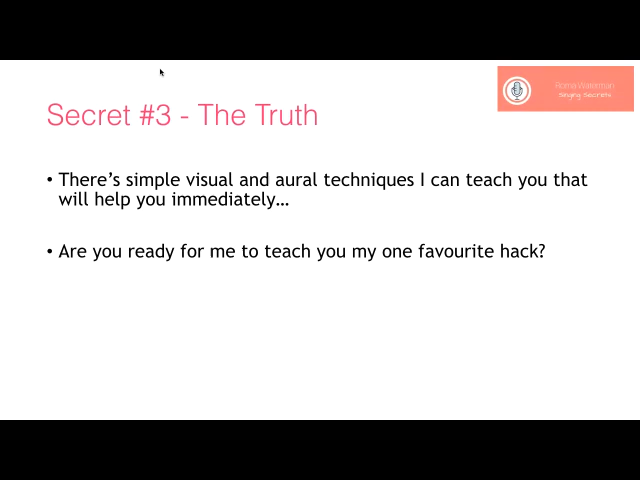 Roma Waterman
Singing Secrets
Secret #3 - The Truth
• There's simple visual and aural techniques I can teach you that
will help you immediately…
• Are you ready for me to teach you my one favourite hack?